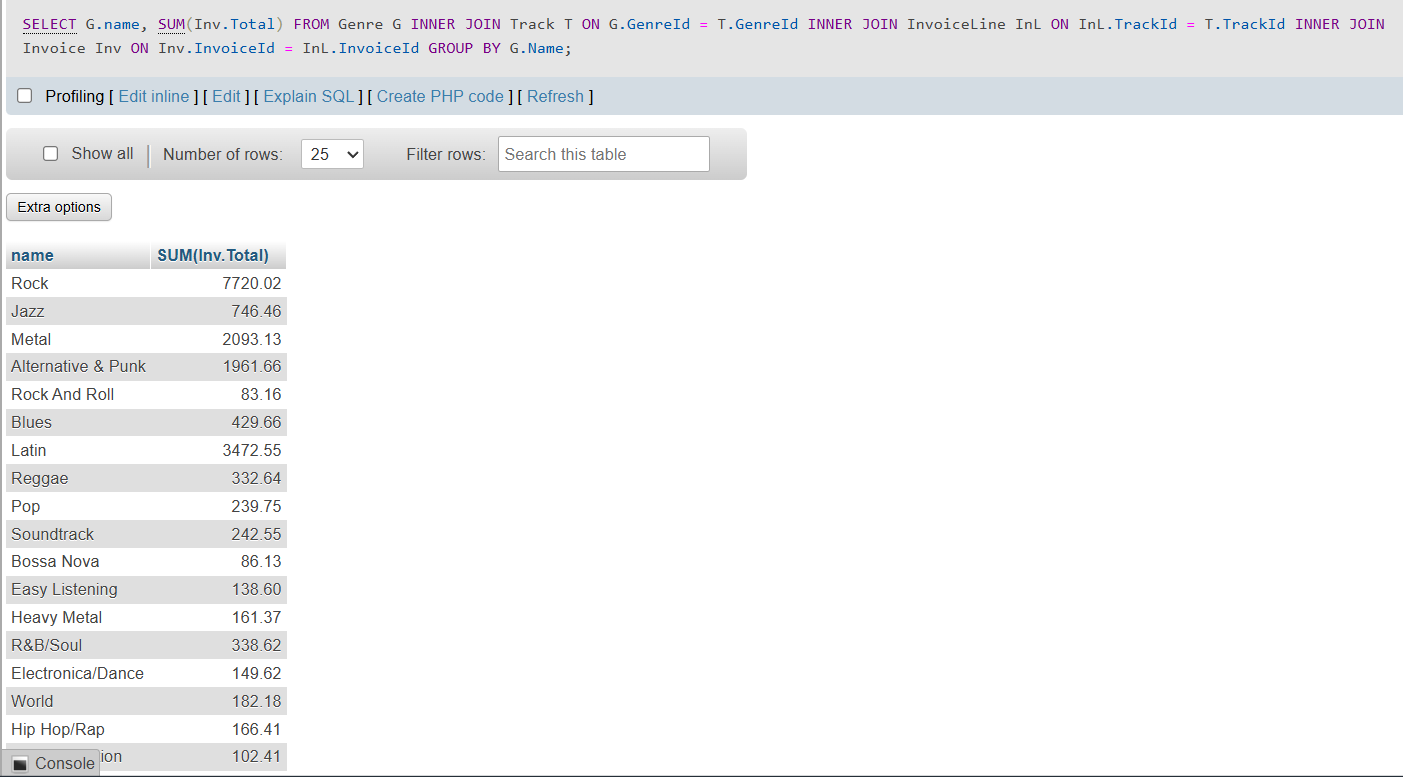 SELECT G.name, SUM(Inv.Total) FROM Genre G INNER JOIN Track T ON G.GenreId = T.GenreId INNER JOIN InvoiceLine InL ON InL.TrackId = T.TrackId INNER JOIN
Invoice Inv ON Inv.InvoiceId = InL.InvoiceId GROUP BY G.Name;
Profiling [ Edit inline ] [ Edit ] [ Explain SQL ] [ Create PHP code ] [ Refresh ]
Show all Number of rows: 25 Filter rows: Search this table
Extra options
name SUM(Inv.Total)
Rock 7720.02
Jazz 746.46
Metal 2093.13
Alternative & Punk 1961.66
Rock And Roll 83.16
Blues 429.66
Latin 3472.55
Reggae 332.64
Pop 239.75
Soundtrack 242.55
Bossa Nova 86.13
Easy Listening 138.60
Heavy Metal 161.37
R&B/Soul 338.62
Electronica/Dance 149.62
World 182.18
Hip Hop/Rap 166.41
102.41
Console